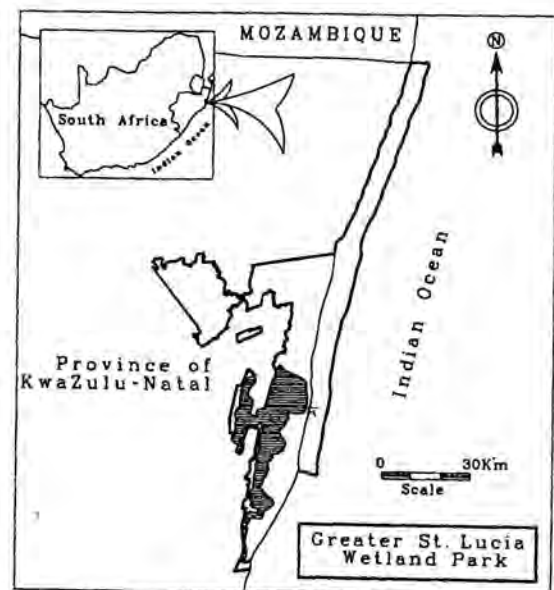 MOZAMBIQUE
N
South Africa
Indian Ocean
Indian Ocean
Province of
KwaZulu-Natal
0 30Km
Scale
Greater St. Lucia
Wetland Park